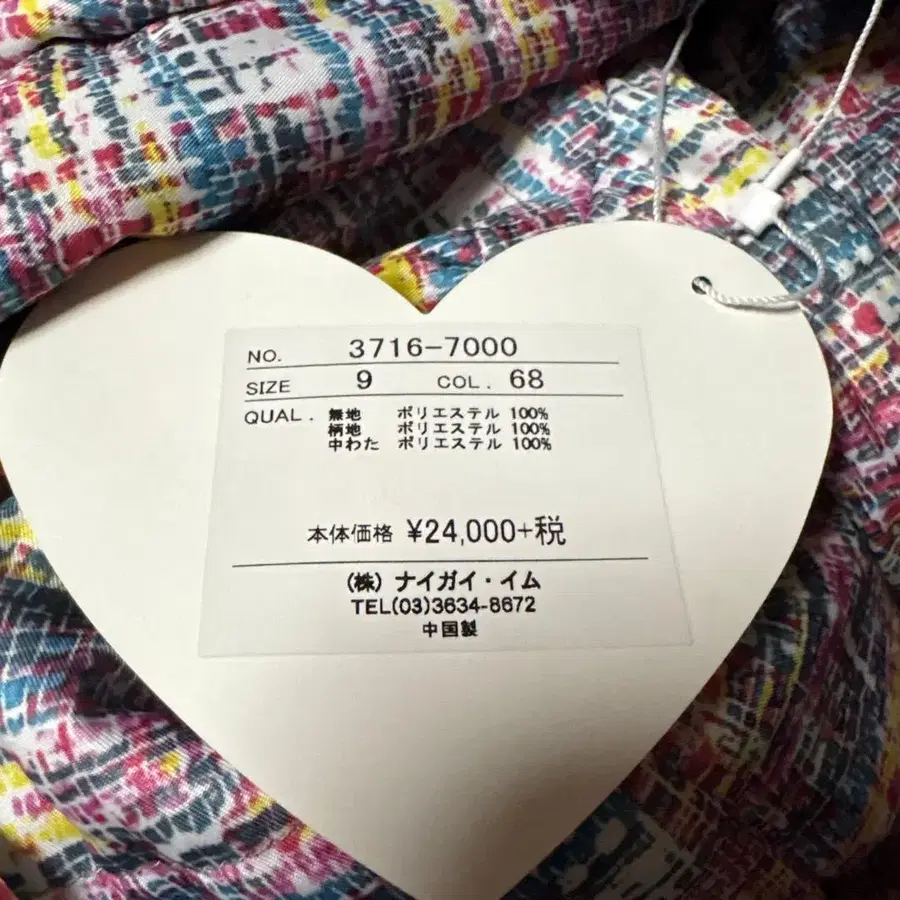 NO. 3716-7000
SIZE 9 COL. 68
QUAL. 無地 ポリエステル 100%
柄地 ポリエステル 100%
中わた ポリエステル 100%
本体価格 ¥24,000+税
(株) ナイガイ・イム
TEL(03)3634-8672
中国製